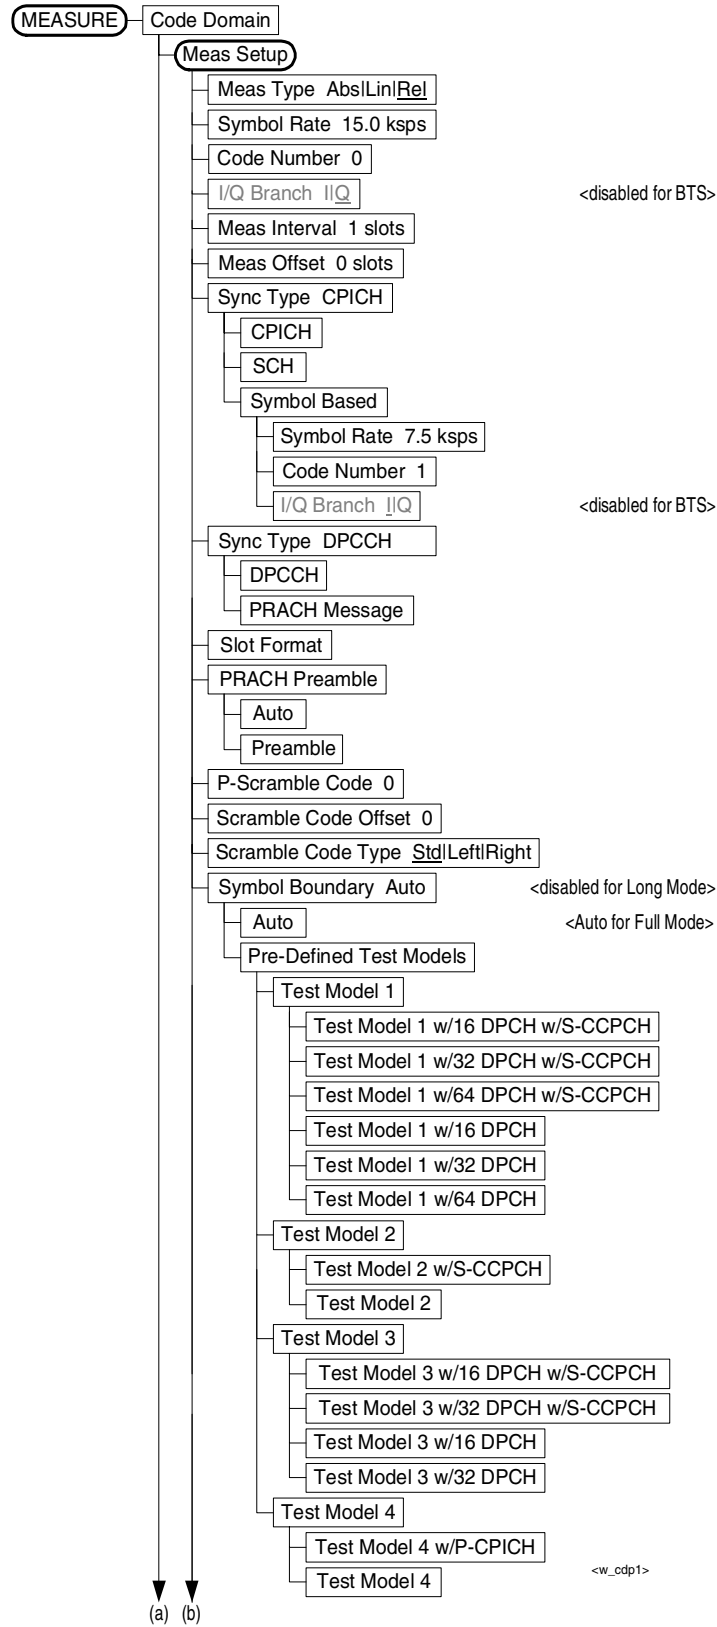 MEASURE Code Domain
Meas Setup
Meas Type Abs|Lin|Rel
Symbol Rate 15.0 ksps
Code Number 0
I/Q Branch I|Q <disabled for BTS>
Meas Interval 1 slots
Meas Offset 0 slots
Sync Type CPICH
CPICH
SCH
Symbol Based
Symbol Rate 7.5 ksps
Code Number 1
I/Q Branch I|Q <disabled for BTS>
Sync Type DPCCH
DPCCH
PRACH Message
Slot Format
PRACH Preamble
Auto
Preamble
P-Scramble Code 0
Scramble Code Offset 0
Scramble Code Type Std|Left|Right
Symbol Boundary Auto <disabled for Long Mode>
Auto <Auto for Full Mode>
Pre-Defined Test Models
Test Model 1
Test Model 1 w/16 DPCH w/S-CCPCH
Test Model 1 w/32 DPCH w/S-CCPCH
Test Model 1 w/64 DPCH w/S-CCPCH
Test Model 1 w/16 DPCH
Test Model 1 w/32 DPCH
Test Model 1 w/64 DPCH
Test Model 2
Test Model 2 w/S-CCPCH
Test Model 2
Test Model 3
Test Model 3 w/16 DPCH w/S-CCPCH
Test Model 3 w/32 DPCH w/S-CCPCH
Test Model 3 w/16 DPCH
Test Model 3 w/32 DPCH
Test Model 4
Test Model 4 w/P-CPICH
Test Model 4 <w_cdp1>
(a) (b)